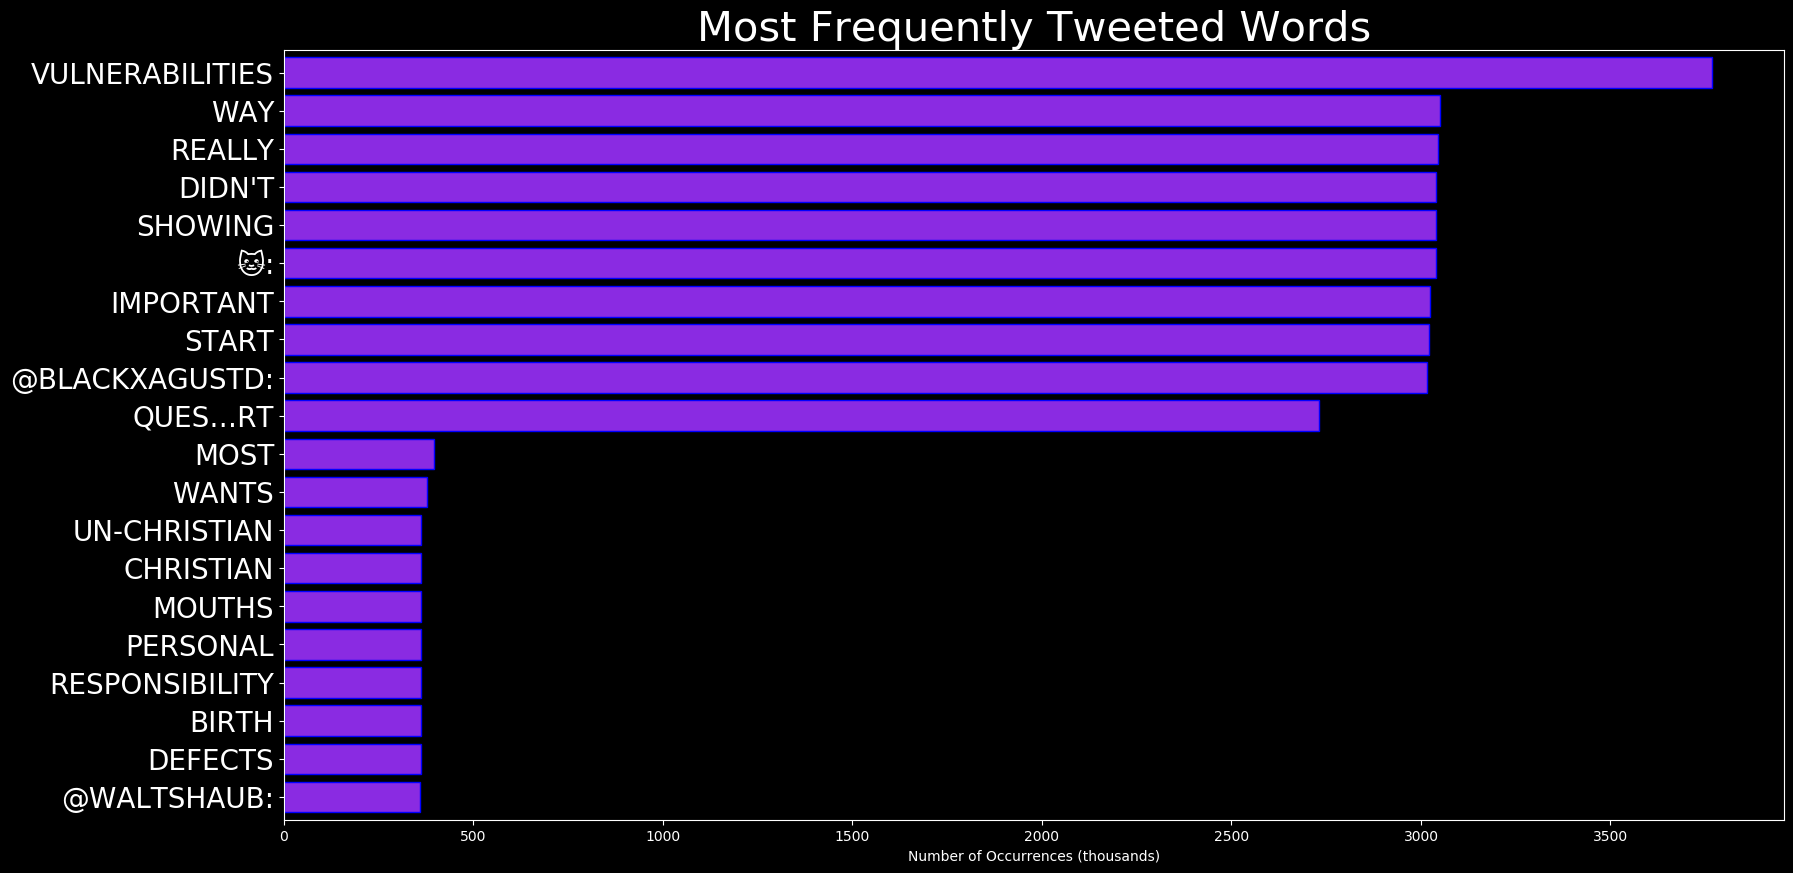 Most Frequently Tweeted Words
VULNERABILITIES
WAY
REALLY
DIDN'T
SHOWING
🐱:
IMPORTANT
START
@BLACKXAGUSTD:
QUES…RT
MOST
WANTS
UN-CHRISTIAN
CHRISTIAN
MOUTHS
PERSONAL
RESPONSIBILITY
BIRTH
DEFECTS
@WALTSHAUB:
0 500 1000 1500 2000 2500 3000 3500
Number of Occurrences (thousands)